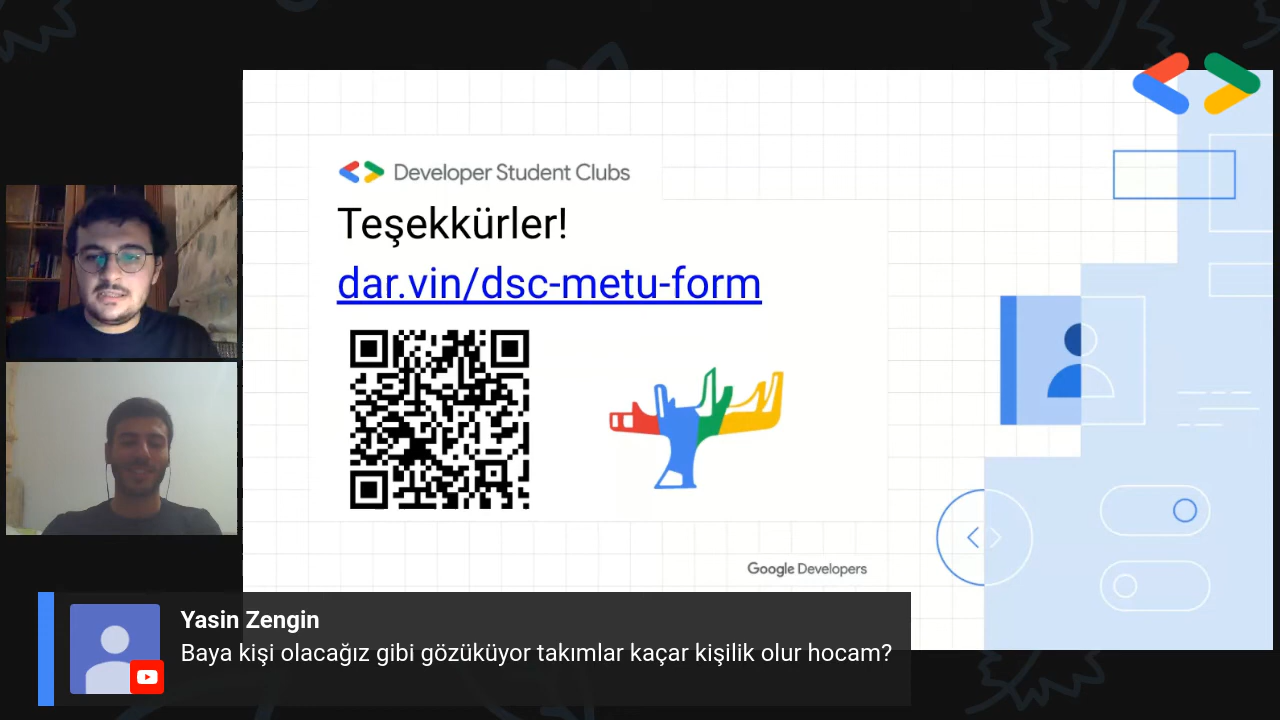 Developer Student Clubs
Teşekkürler!
dar.vin/dsc-metu-form
Google Developers
Yasin Zengin
Baya kişi olacağız gibi gözüküyor takımlar kaçar kişilik olur hocam?